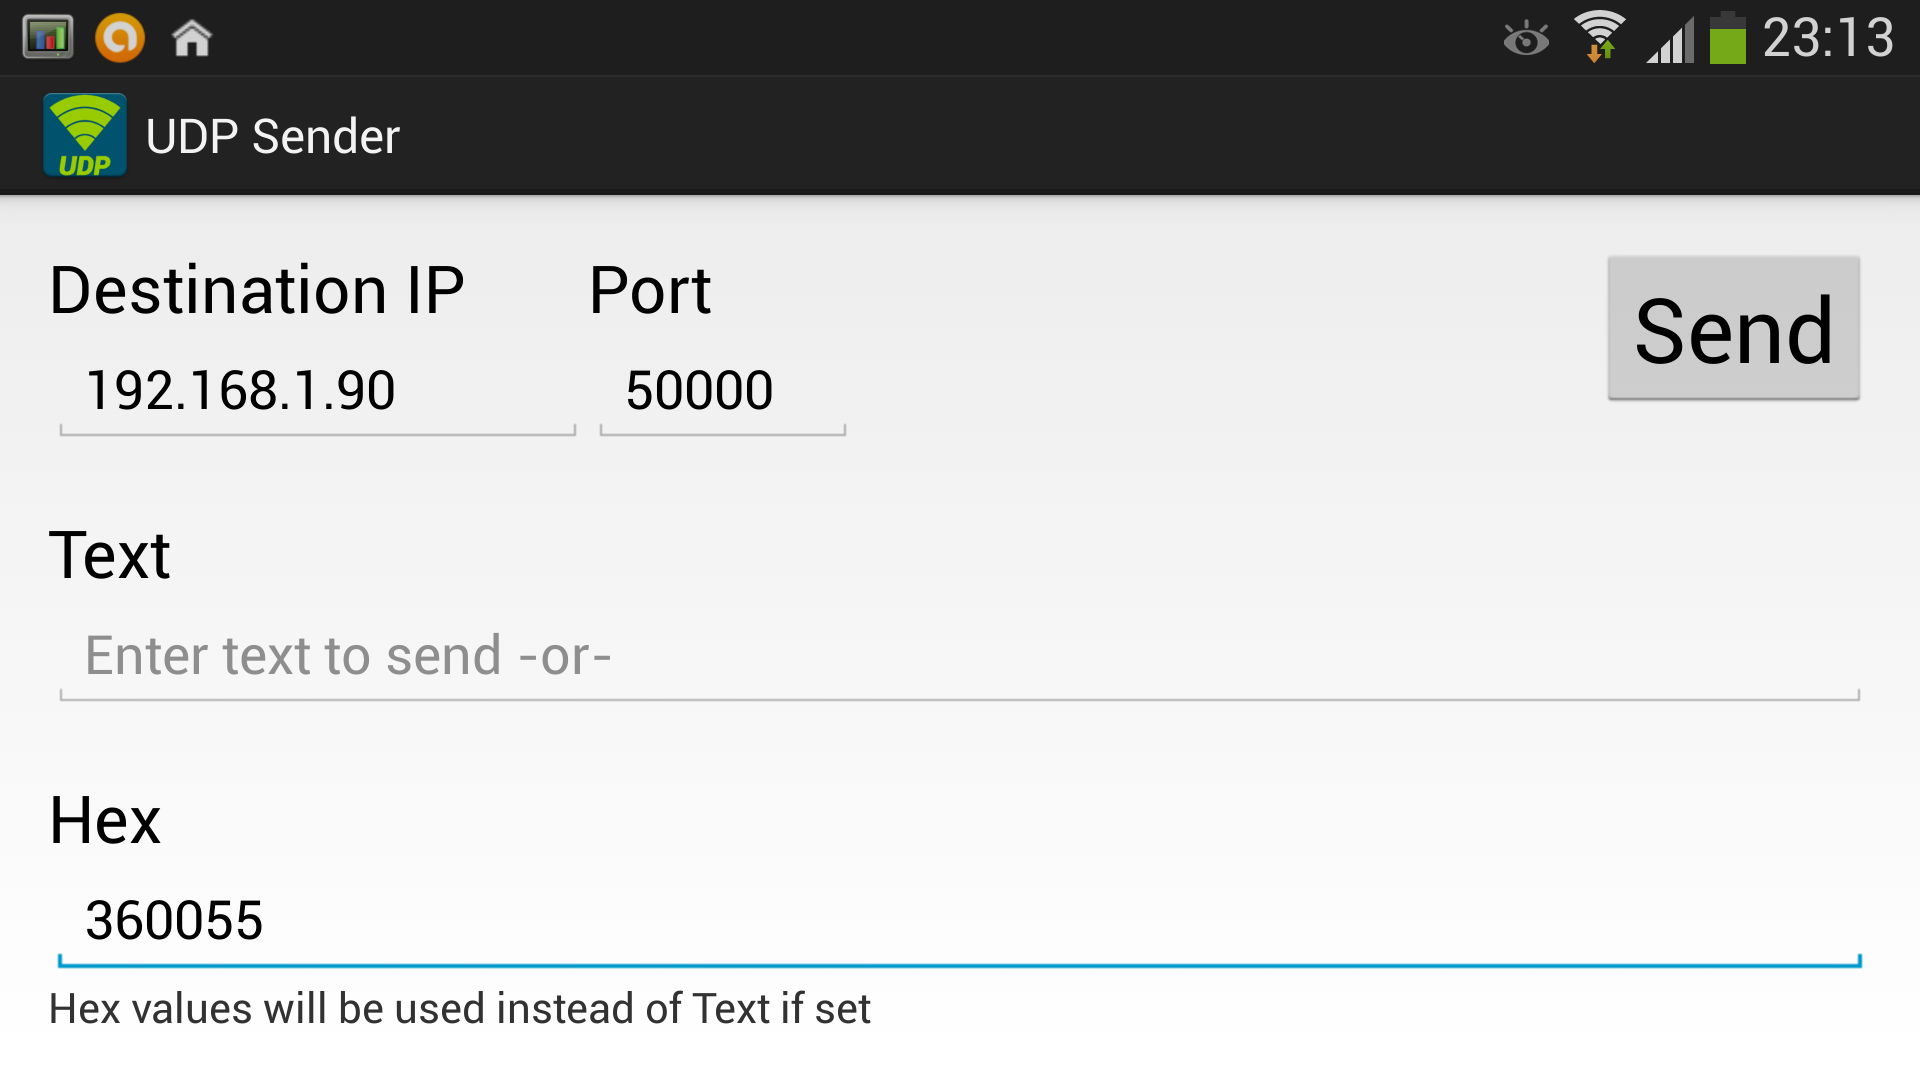 23:13
UDP
UDP Sender
Destination IP Port
Send
192.168.1.90 50000
Text
Enter text to send -or-
Hex
360055
Hex values will be used instead of Text if set